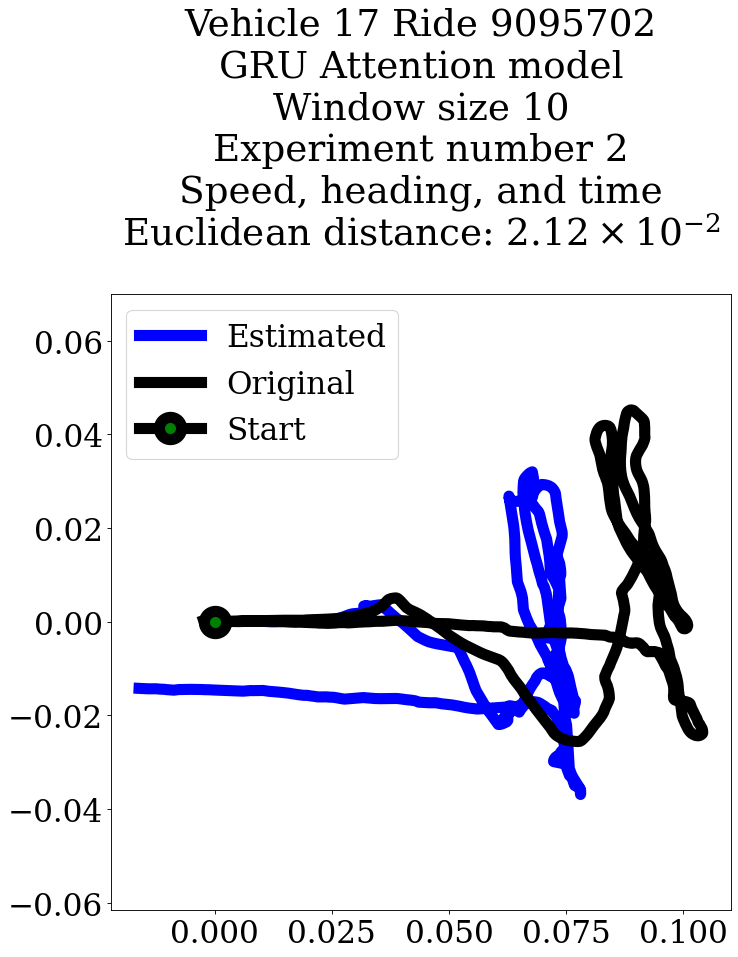 Vehicle 17 Ride 9095702
GRU Attention model
Window size 10
Experiment number 2
Speed, heading, and time
Euclidean distance: 2.12 × 10⁻²
Estimated
Original
Start
0.06
0.04
0.02
0.00
−0.02
−0.04
−0.06
0.000 0.025 0.050 0.075 0.100